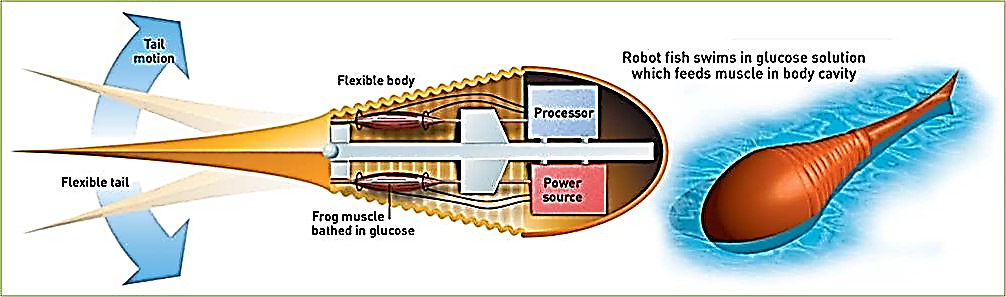 Tail
motion
Flexible body
Robot fish swims in glucose solution
which feeds muscle in body cavity
Processor
Flexible tail
Power
source
Frog muscle
bathed in glucose